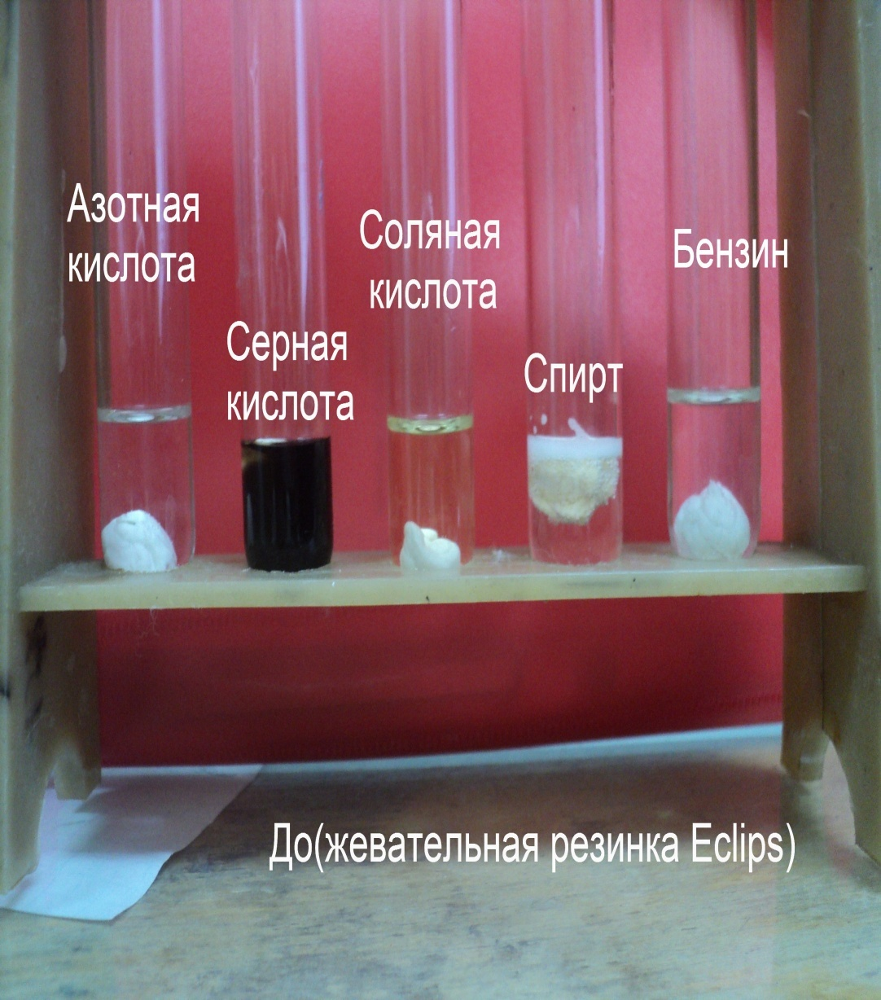 Азотная
кислота
Серная
кислота
Соляная
кислота
Спирт
Бензин
До(жевательная резинка Eclips)